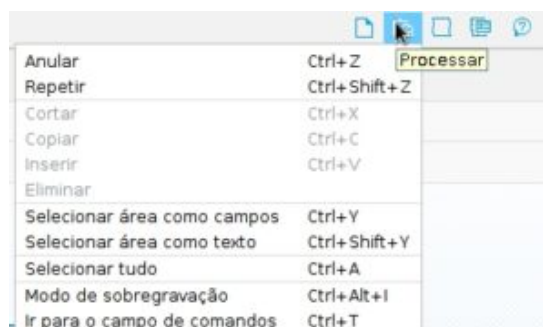 Processar
Anular Ctrl+Z
Repetir Ctrl+Shift+Z
Cortar Ctrl+X
Copiar Ctrl+C
Inserir Ctrl+V
Eliminar
Selecionar área como campos Ctrl+Y
Selecionar área como texto Ctrl+Shift+Y
Selecionar tudo Ctrl+A
Modo de sobregravação Ctrl+Alt+I
Ir para o campo de comandos Ctrl+T